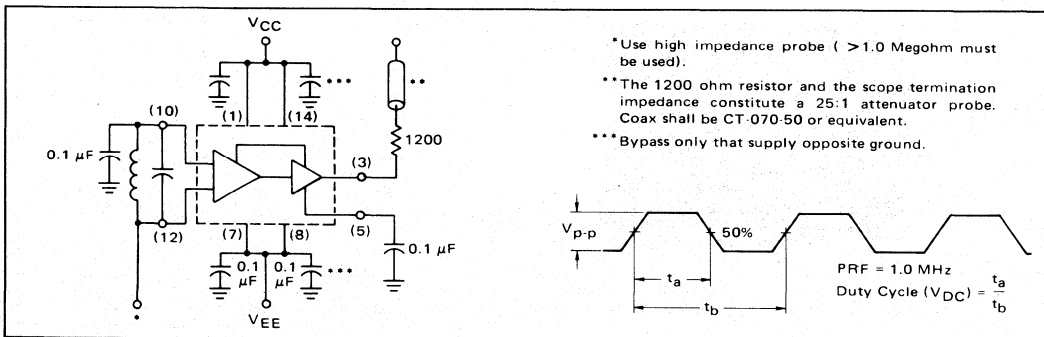 VCC
***
**
(1)
(14)
(10)
1200
0.1 μF
(3)
(12)
(7)
(8)
(5)
0.1 μF
0.1 μF
***
0.1 μF
*
VEE
*Use high impedance probe ( >1.0 Megohm must
be used).
**The 1200 ohm resistor and the scope termination
impedance constitute a 25:1 attenuator probe.
Coax shall be CT-070-50 or equivalent.
***Bypass only that supply opposite ground.
Vp-p
50%
ta
tb
PRF = 1.0 MHz
Duty Cycle (VDC) = ta
tb